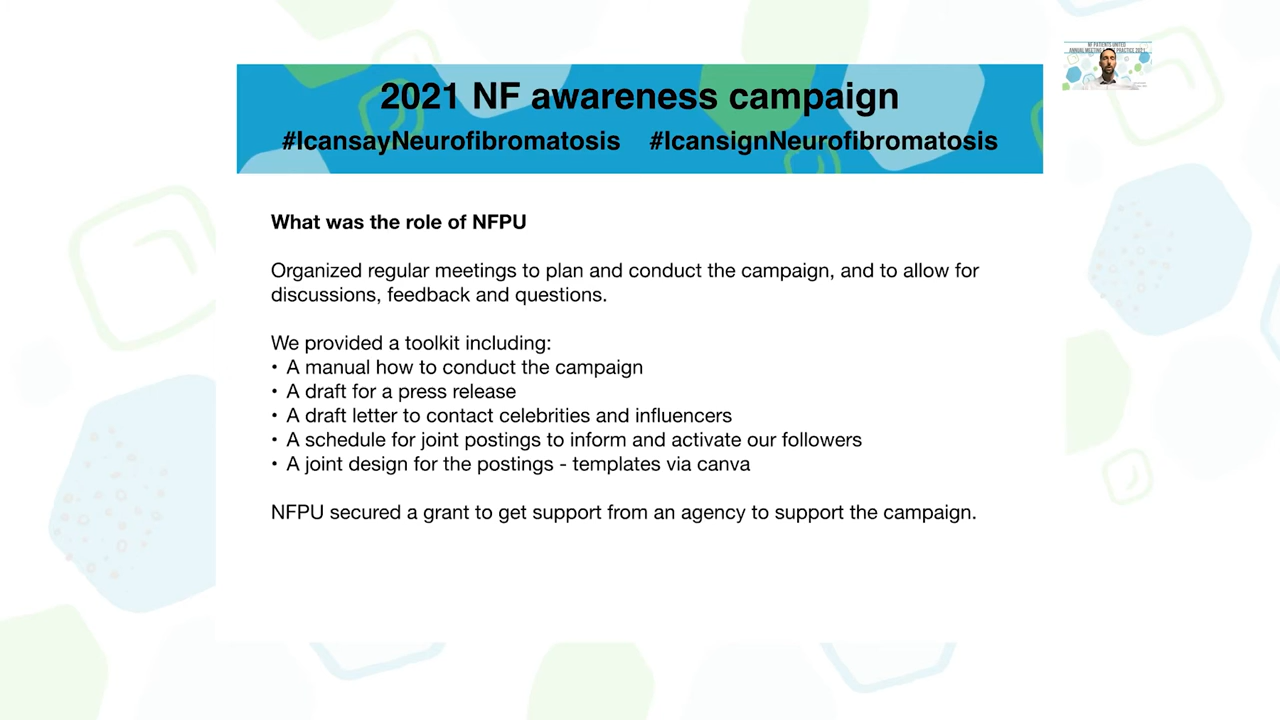 NF PATIENTS UNITED
2021 NF awareness campaign
#IcansayNeurofibromatosis #IcansignNeurofibromatosis
What was the role of NFPU
Organized regular meetings to plan and conduct the campaign, and to allow for
discussions, feedback and questions.
We provided a toolkit including:
• A manual how to conduct the campaign
• A draft for a press release
• A draft letter to contact celebrities and influencers
• A schedule for joint postings to inform and activate our followers
• A joint design for the postings - templates via canva
NFPU secured a grant to get support from an agency to support the campaign.